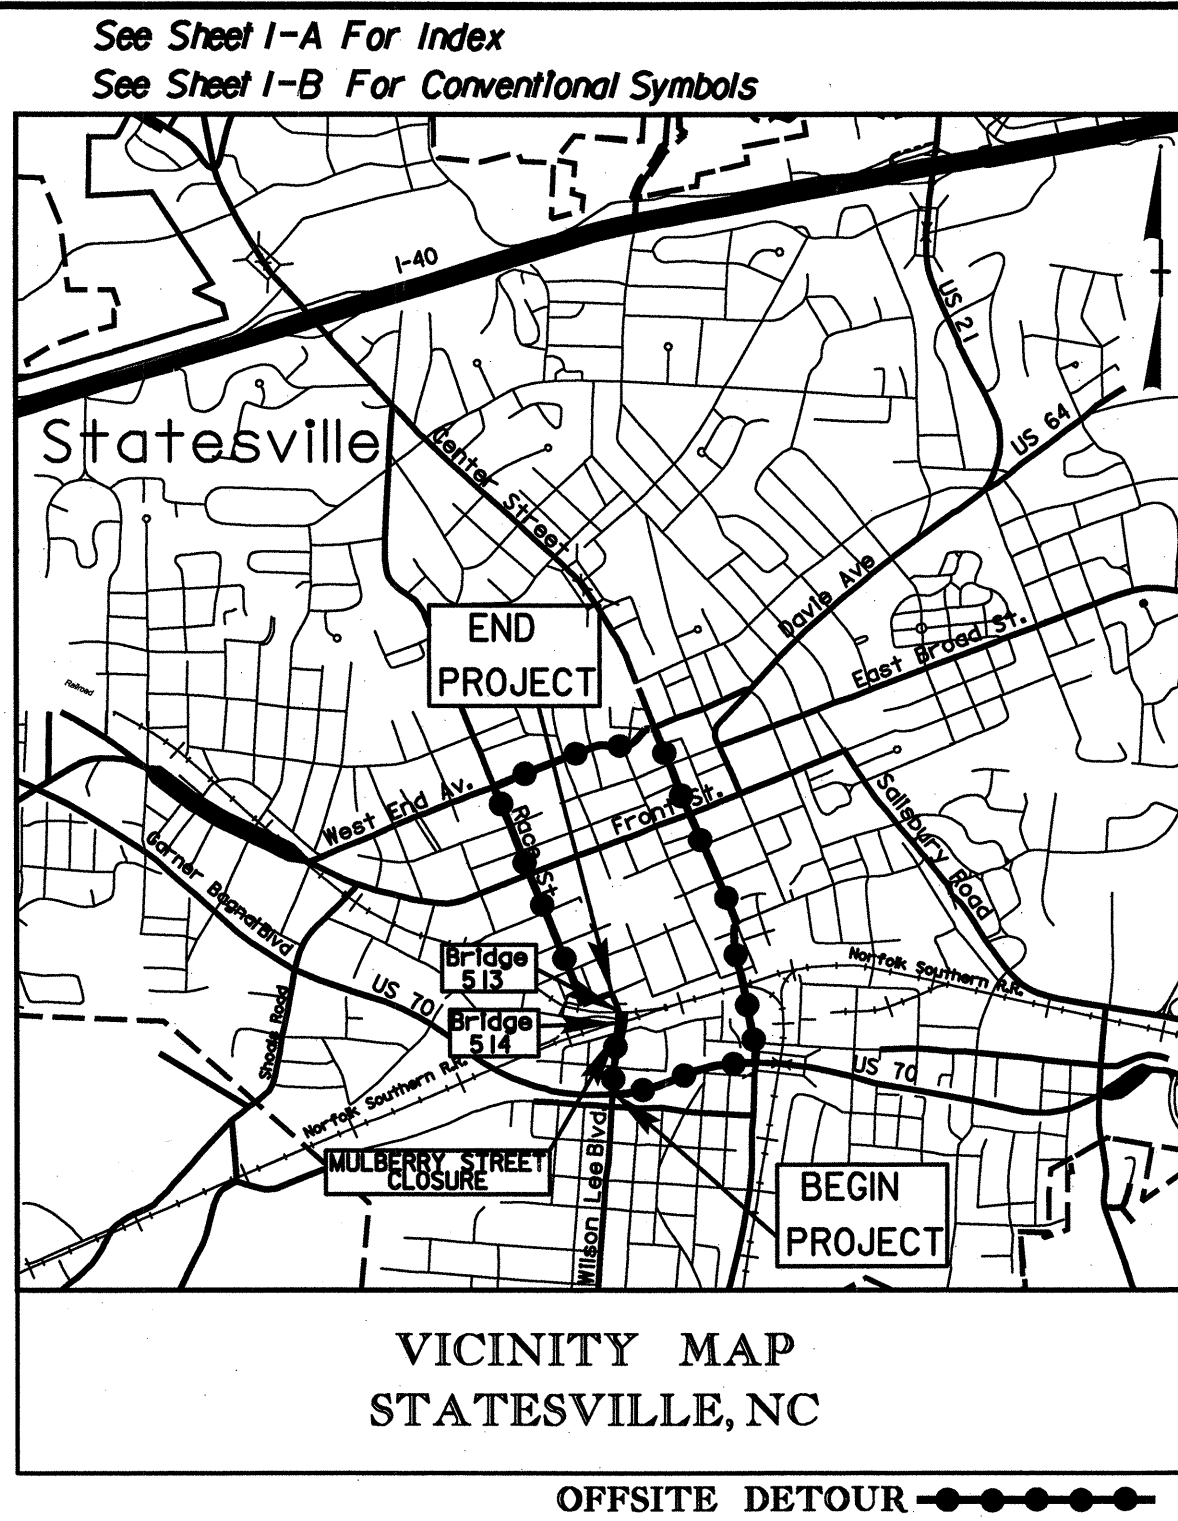 See Sheet 1-A For Index
See Sheet 1-B For Conventional Symbols
I-40
US 21
US 64
Statesville
Center Street
Davie Ave
East Broad St.
END
PROJECT
Railroad
West End Av.
Race St
Front St.
Salisbury Road
Garner Bagnal Blvd
Bridge
513
Norfolk Southern R.R.
US 70
Bridge
514
Shoals Road
US 70
Norfolk Southern R.R.
MULBERRY STREET
CLOSURE
Wilson Lee Blvd
BEGIN
PROJECT
VICINITY MAP
STATESVILLE, NC
OFFSITE DETOUR